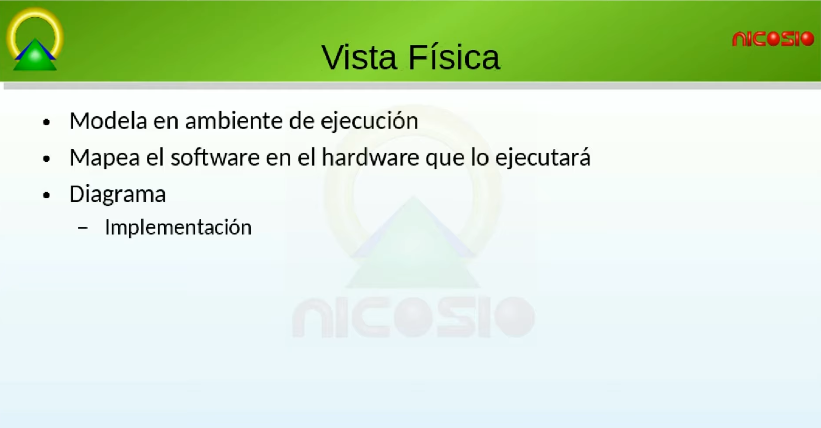 NICOSIO
Vista Física
• Modela en ambiente de ejecución
• Mapea el software en el hardware que lo ejecutará
• Diagrama
– Implementación
NICOSIO